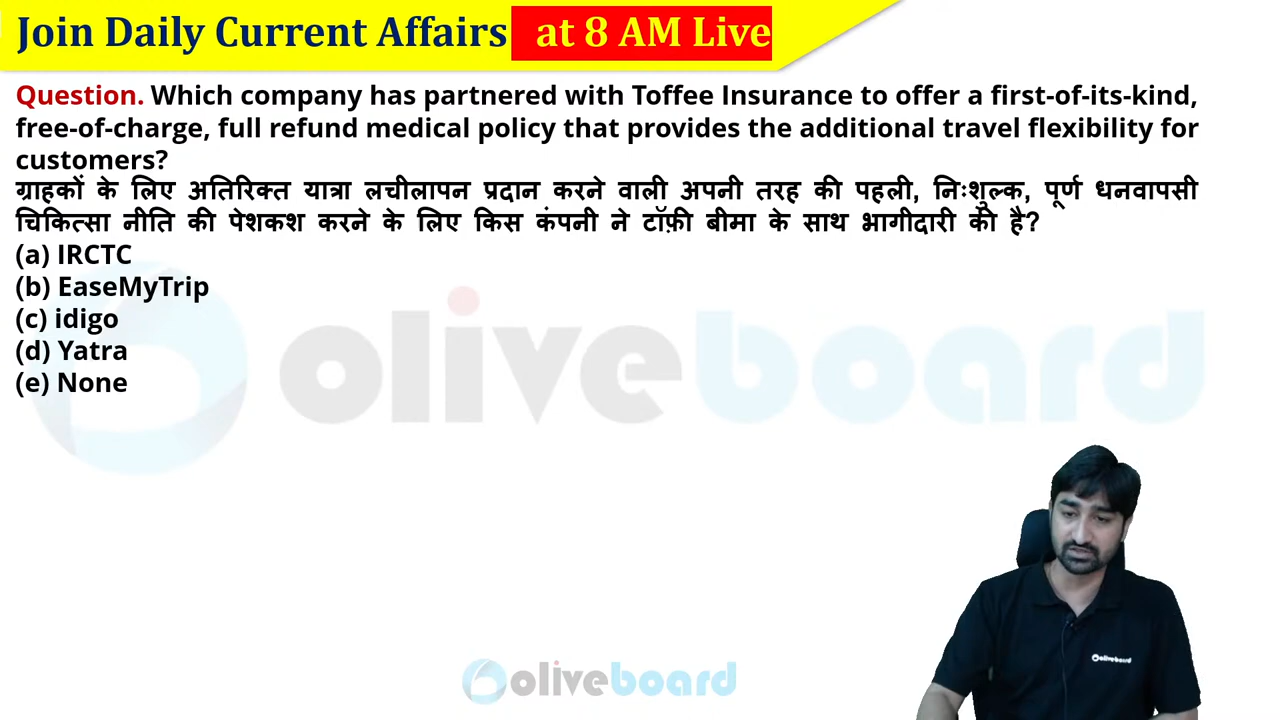 Join Daily Current Affairs at 8 AM Live
Question. Which company has partnered with Toffee Insurance to offer a first-of-its-kind,
free-of-charge, full refund medical policy that provides the additional travel flexibility for
customers?
ग्राहकों के लिए अतिरिक्त यात्रा लचीलापन प्रदान करने वाली अपनी तरह की पहली, निःशुल्क, पूर्ण धनवापसी
चिकित्सा नीति की पेशकश करने के लिए किस कंपनी ने टॉफ़ी बीमा के साथ भागीदारी की है?
(a) IRCTC
(b) EaseMyTrip
(c) idigo
(d) Yatra
(e) None
oliveboard
oliveboard
oliveboard